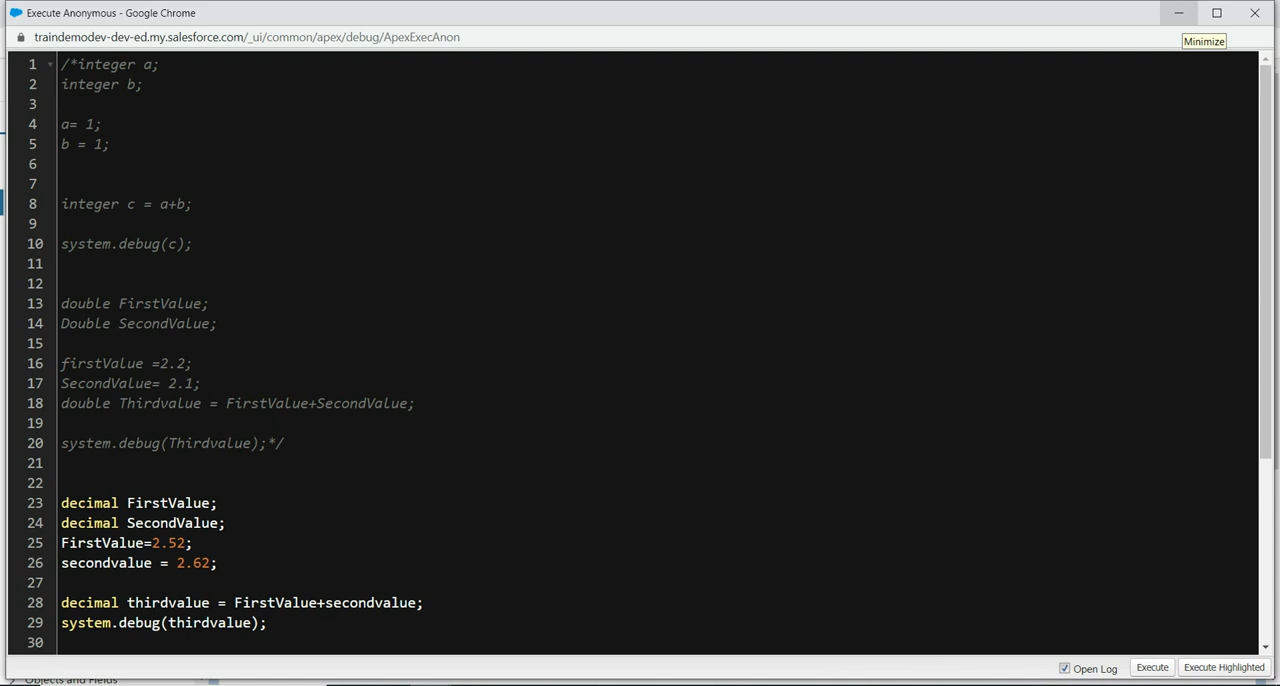 Execute Anonymous - Google Chrome
traindemodev-dev-ed.my.salesforce.com/_ui/common/apex/debug/ApexExecAnon
Minimize
1 /*integer a;
2 integer b;
3
4 a= 1;
5 b = 1;
6
7
8 integer c = a+b;
9
10 system.debug(c);
11
12
13 double FirstValue;
14 Double SecondValue;
15
16 firstValue =2.2;
17 SecondValue= 2.1;
18 double Thirdvalue = FirstValue+SecondValue;
19
20 system.debug(Thirdvalue);*/
21
22
23 decimal FirstValue;
24 decimal SecondValue;
25 FirstValue=2.52;
26 secondvalue = 2.62;
27
28 decimal thirdvalue = FirstValue+secondvalue;
29 system.debug(thirdvalue);
30
Open Log Execute Execute Highlighted
Objects and Fields